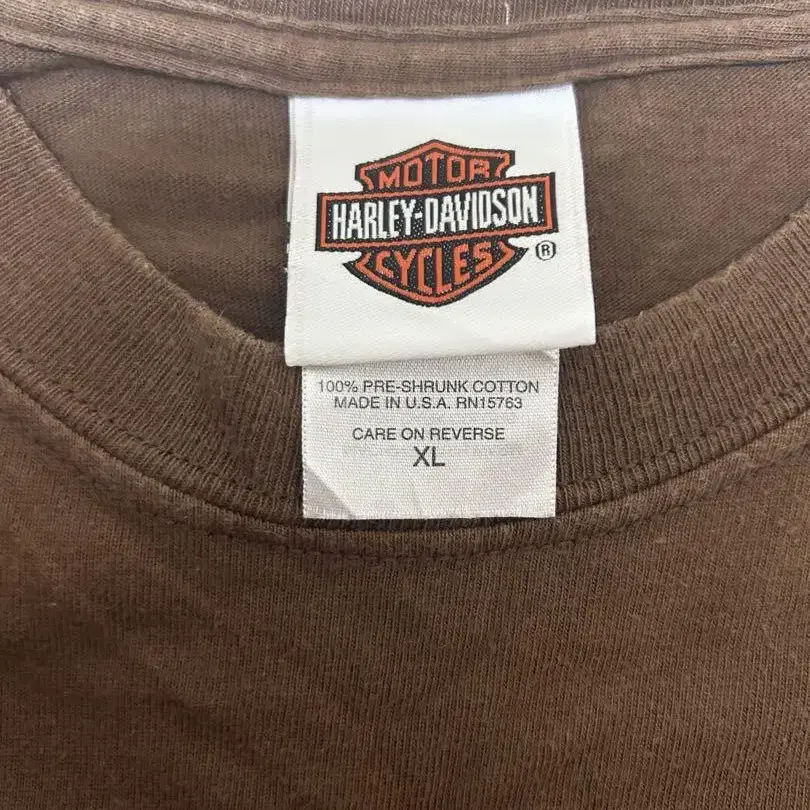 MOTOR
HARLEY-DAVIDSON
CYCLES
®
100% PRE-SHRUNK COTTON
MADE IN U.S.A. RN15763
CARE ON REVERSE
XL